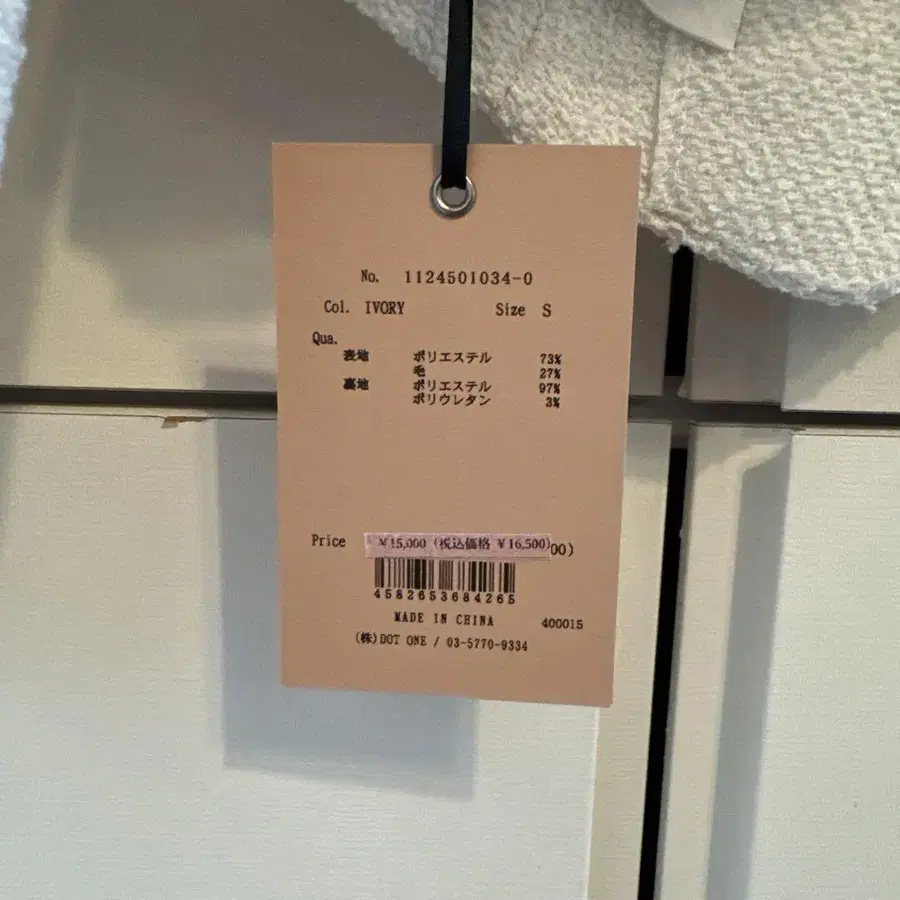 No. 1124501034-0
Col. IVORY Size S
Qua.
表地 ポリエステル 73%
毛 27%
裏地 ポリエステル 97%
ポリウレタン 3%
Price ¥15,000 (税込価格 ¥16,500) 00)
4582653684265
MADE IN CHINA 400015
(株)DOT ONE / 03-5770-9334